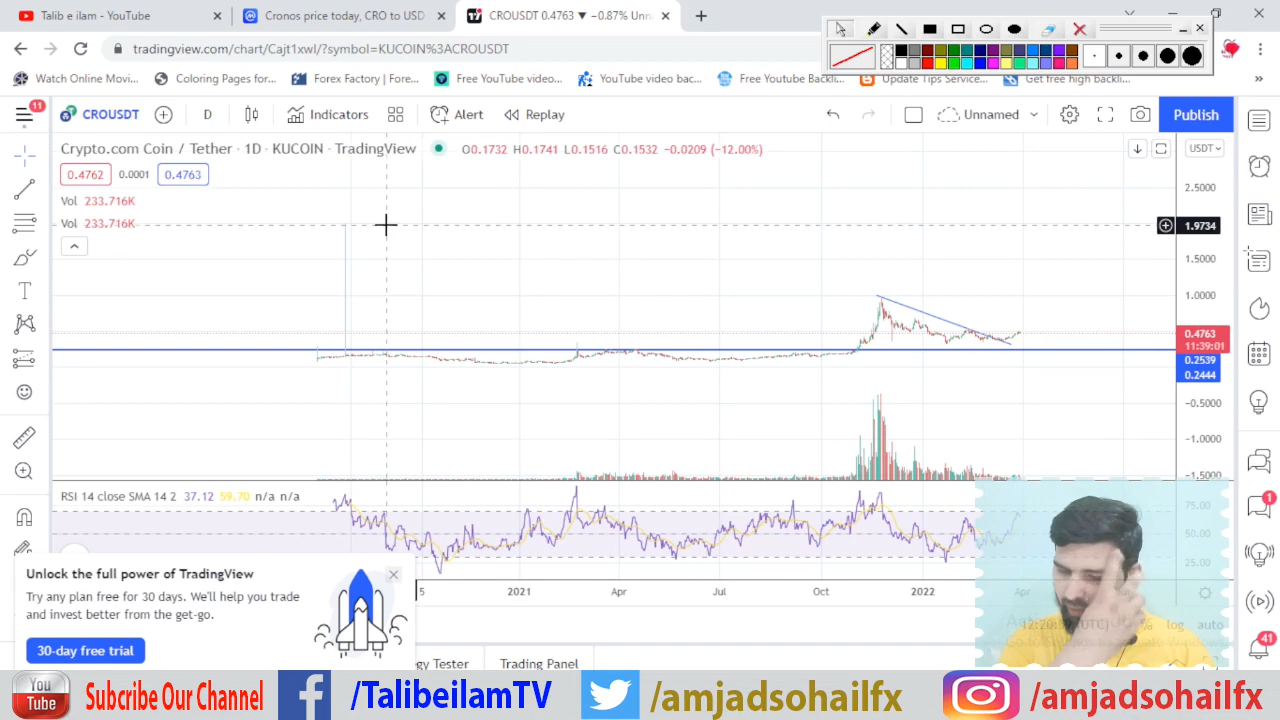 Talib e ilam - YouTube
Cronos price today, CRO to USD
CROUSDT 0.4763 ▼ −0.87% Unn
tradingview.com/chart/Cajt1xwi/?symbol=KUCOIN%3ACROUSDT
Watch Online Movi...
Coloring Pages for...
Forex Factory | Fore...
Free YouTube video...
YouTube video bac...
Free Youtube Backli...
Update Tips Service...
Get free high backli...
11
CROUSDT
D
Indicators
Alert
Replay
Unnamed
Publish
Crypto.com Coin / Tether · 1D · KUCOIN · TradingView
O0.1732 H0.1741 L0.1516 C0.1532 −0.0209 (−12.00%)
USDT
0.4762
0.0001
0.4763
Vol 233.716K
Vol 233.716K
2.5000
1.9734
1.5000
1.0000
0.4763
11:39:01
0.2539
0.2444
−0.5000
−1.0000
−1.5000
RSI 14 close SMA 14 2 37.12 59.70 n/a n/a
75.00
50.00
25.00
1
41
Unlock the full power of TradingView
Try any plan free for 30 days. We'll help you trade
and invest better from the get-go.
30-day free trial
5
2021
Apr
Jul
Oct
2022
Apr
(UTC)
%
log
auto
gy Tester
Trading Panel
You
Tube
Subcribe Our Channel
/TalibeilamTV
/amjadsohailfx
/amjadsohailfx